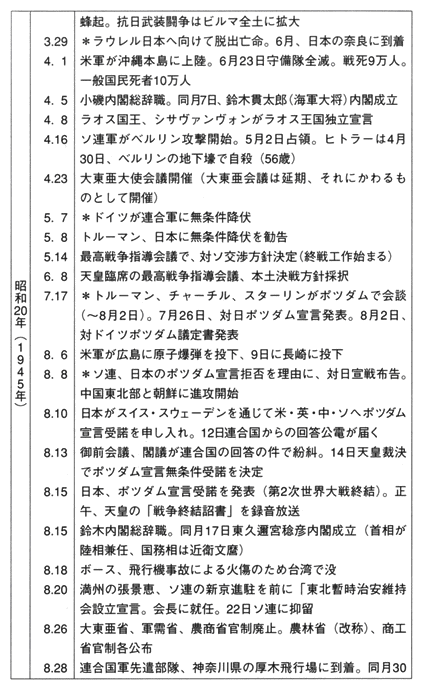 蜂起。抗日武装闘争はビルマ全土に拡大
3.29 *ラウレル日本へ向けて脱出亡命。6月、日本の奈良に到着
4. 1 米軍が沖縄本島に上陸。6月23日守備隊全滅。戦死9万人。
一般国民死者10万人
4. 5 小磯内閣総辞職。同月7日、鈴木貫太郎(海軍大将)内閣成立
4. 8 ラオス国王、シサヴァンヴォンがラオス王国独立宣言
4.16 ソ連軍がベルリン攻撃開始。5月2日占領。ヒトラーは4月
30日、ベルリンの地下壕で自殺(56歳)
4.23 大東亜大使会議開催(大東亜会議は延期、それにかわるも
のとして開催)
5. 7 *ドイツが連合軍に無条件降伏
5. 8 トルーマン、日本に無条件降伏を勧告
5.14 最高戦争指導会議で、対ソ交渉方針決定(終戦工作始まる)
6. 8 天皇臨席の最高戦争指導会議、本土決戦方針採択
7.17 *トルーマン、チャーチル、スターリンがポツダムで会談
(〜8月2日)。7月26日、対日ポツダム宣言発表。8月2日、
対ドイツポツダム議定書発表
昭和20年(1945年)
8. 6 米軍が広島に原子爆弾を投下、9日に長崎に投下
8. 8 *ソ連、日本のポツダム宣言拒否を理由に、対日宣戦布告。
中国東北部と朝鮮に進攻開始
8.10 日本がスイス・スウェーデンを通じて米・英・中・ソへポツダム
宣言受諾を申し入れ。12日連合国からの回答公電が届く
8.13 御前会議、閣議が連合国の回答の件で紛糾。14日天皇裁決
でポツダム宣言無条件受諾を決定
8.15 日本、ポツダム宣言受諾を発表(第2次世界大戦終結)。正
午、天皇の「戦争終結詔書」を録音放送
8.15 鈴木内閣総辞職。同月17日東久邇宮稔彦内閣成立(首相が
陸相兼任、国務相は近衛文麿)
8.18 ボース、飛行機事故による火傷のため台湾で没
8.20 満州の張景恵、ソ連の新京進駐を前に「東北暫時治安維持
会設立宣言。会長に就任。22日ソ連に抑留
8.26 大東亜省、軍需省、農商省官制廃止。農林省(改称)、商工
省官制各公布
8.28 連合国軍先遣部隊、神奈川県の厚木飛行場に到着。同月30